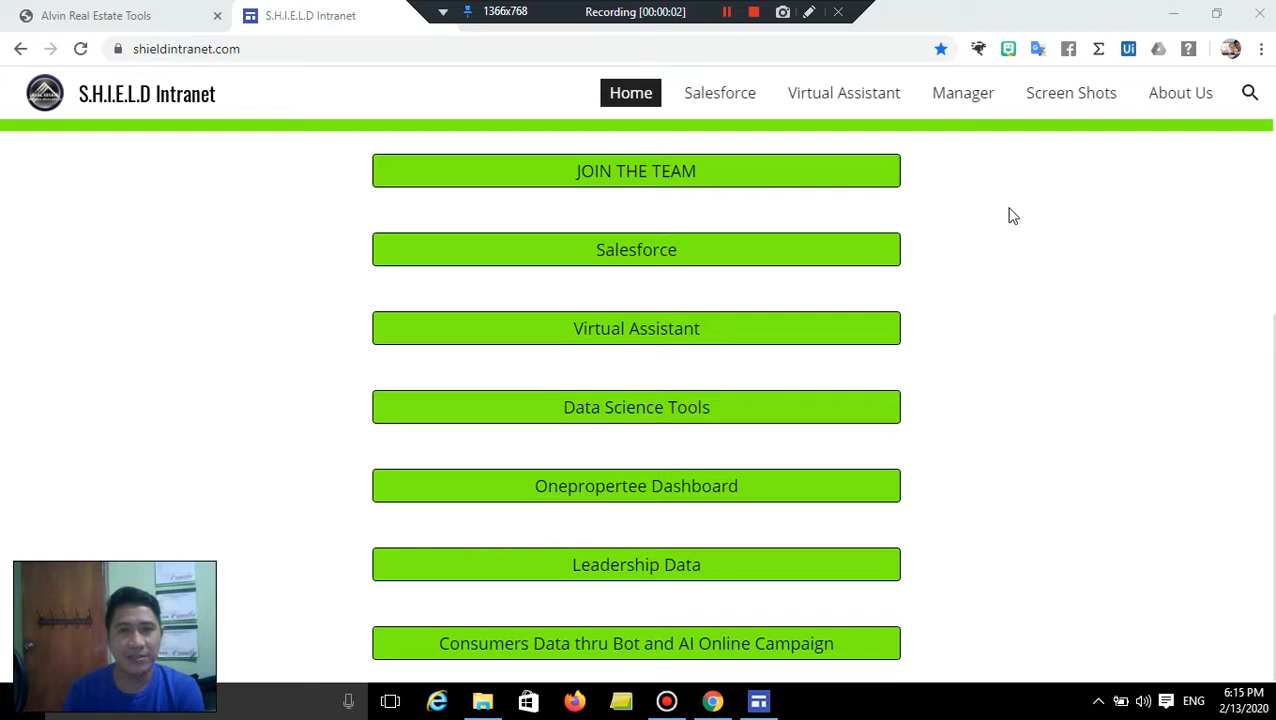 Alvin Real Estate Tools
S.H.I.E.L.D Intranet
1366x768
Recording [00:00:02]
shieldintranet.com
Ui
S.H.I.E.L.D Intranet
Home
Salesforce
Virtual Assistant
Manager
Screen Shots
About Us
JOIN THE TEAM
Salesforce
Virtual Assistant
Data Science Tools
Onepropertee Dashboard
Leadership Data
Consumers Data thru Bot and AI Online Campaign
ENG
6:15 PM
2/13/2020